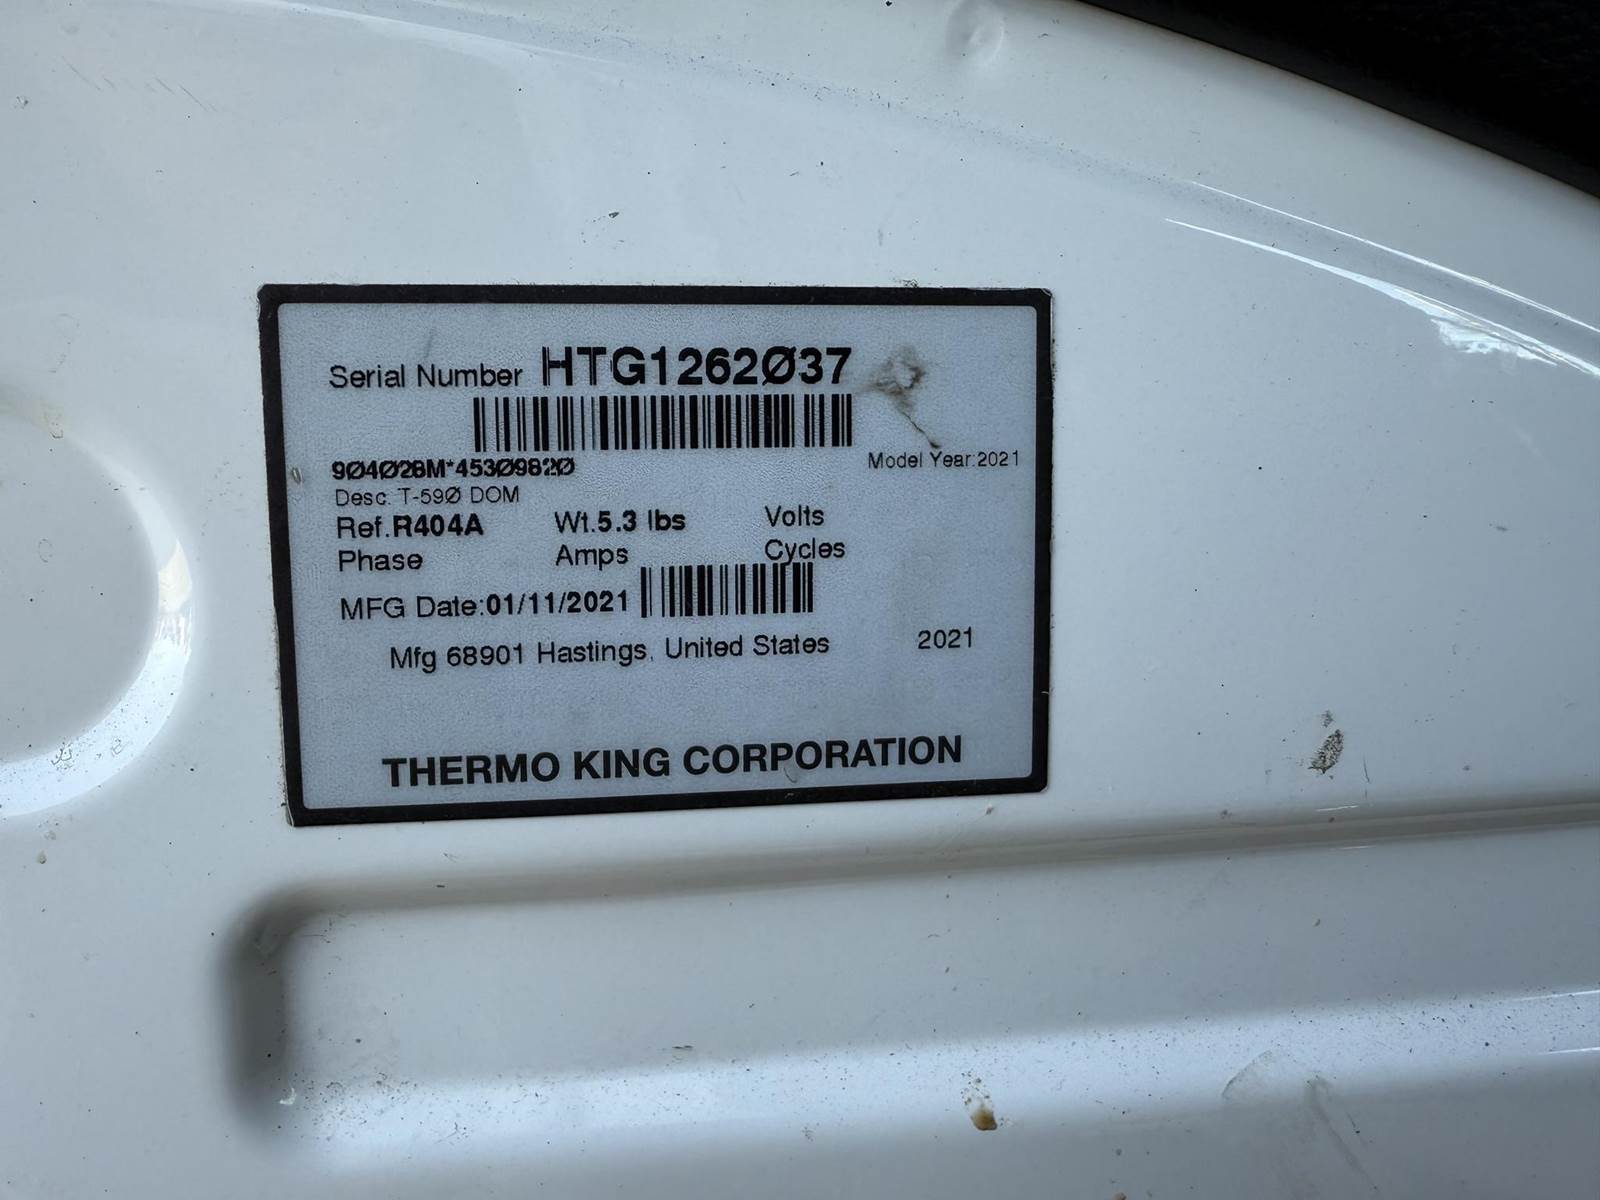 Serial Number HTG1262Ø37
9Ø4Ø28M*453Ø982Ø
Model Year:2021
Desc. T-59Ø DOM
Ref.R404A Wt.5.3 lbs Volts
Phase Amps Cycles
MFG Date:01/11/2021
Mfg 68901 Hastings, United States 2021
THERMO KING CORPORATION